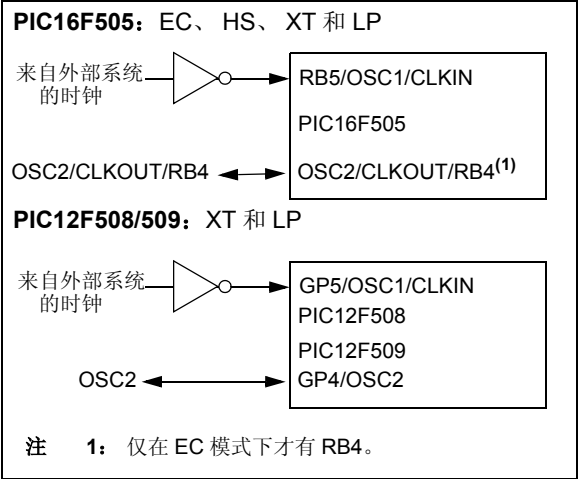 PIC16F505：EC、 HS、 XT 和 LP
来自外部系统
的时钟
RB5/OSC1/CLKIN
PIC16F505
OSC2/CLKOUT/RB4
OSC2/CLKOUT/RB4(1)
PIC12F508/509：XT 和 LP
来自外部系统
的时钟
GP5/OSC1/CLKIN
PIC12F508
PIC12F509
OSC2
GP4/OSC2
注 1： 仅在 EC 模式下才有 RB4。